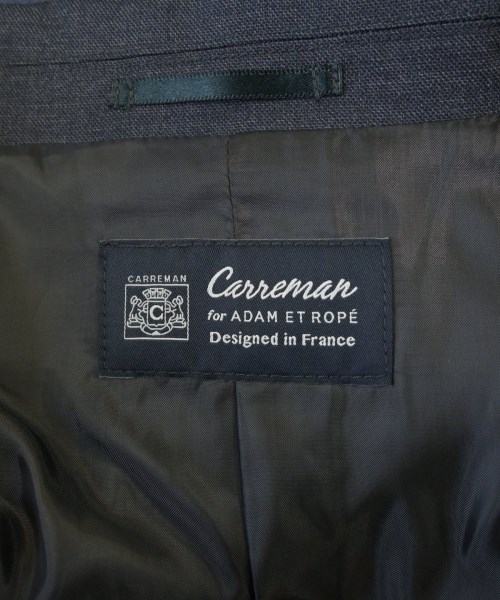 CARREMAN
C
Carreman
for ADAM ET ROPÉ
Designed in France